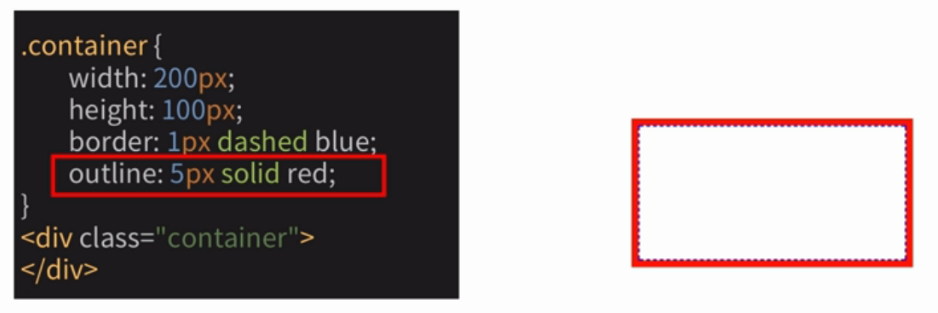 .container {
width: 200px;
height: 100px;
border: 1px dashed blue;
outline: 5px solid red;
}
<div class="container">
</div>